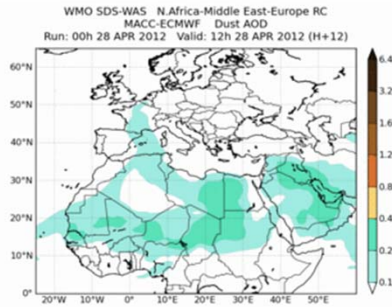 WMO SDS-WAS N.Africa-Middle East-Europe RC
MACC-ECMWF Dust AOD
Run: 00h 28 APR 2012 Valid: 12h 28 APR 2012 (H+12)
60°N
50°N
40°N
30°N
20°N
10°N
0°
20°W
10°W
0°
10°E
20°E
30°E
40°E
50°E
6.4
3.2
1.6
1.2
0.8
0.4
0.2
0.1